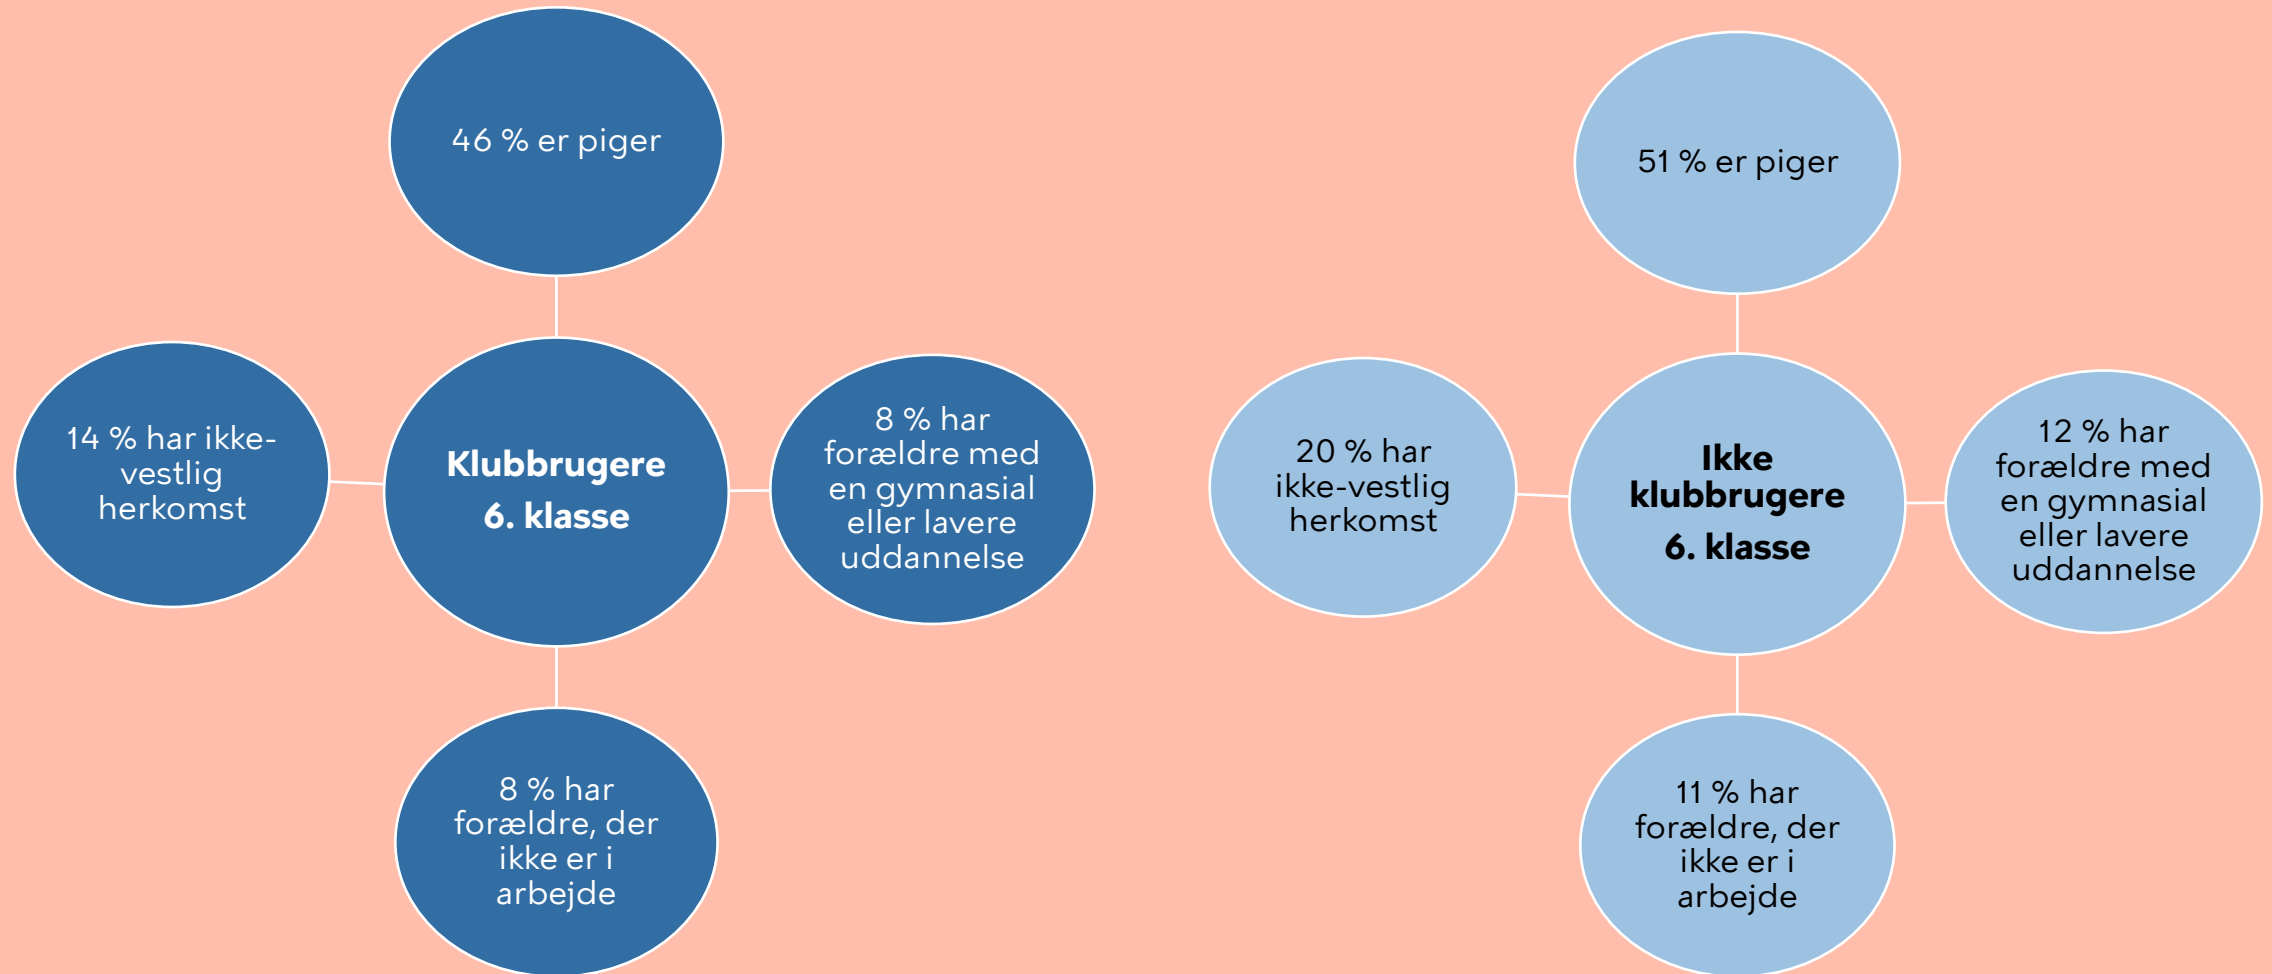 46 % er piger
14 % har ikke-
vestlig
herkomst
Klubbrugere
6. klasse
8 % har
forældre med
en gymnasial
eller lavere
uddannelse
8 % har
forældre, der
ikke er i
arbejde
51 % er piger
20 % har
ikke-vestlig
herkomst
Ikke
klubbrugere
6. klasse
12 % har
forældre med
en gymnasial
eller lavere
uddannelse
11 % har
forældre, der
ikke er i
arbejde